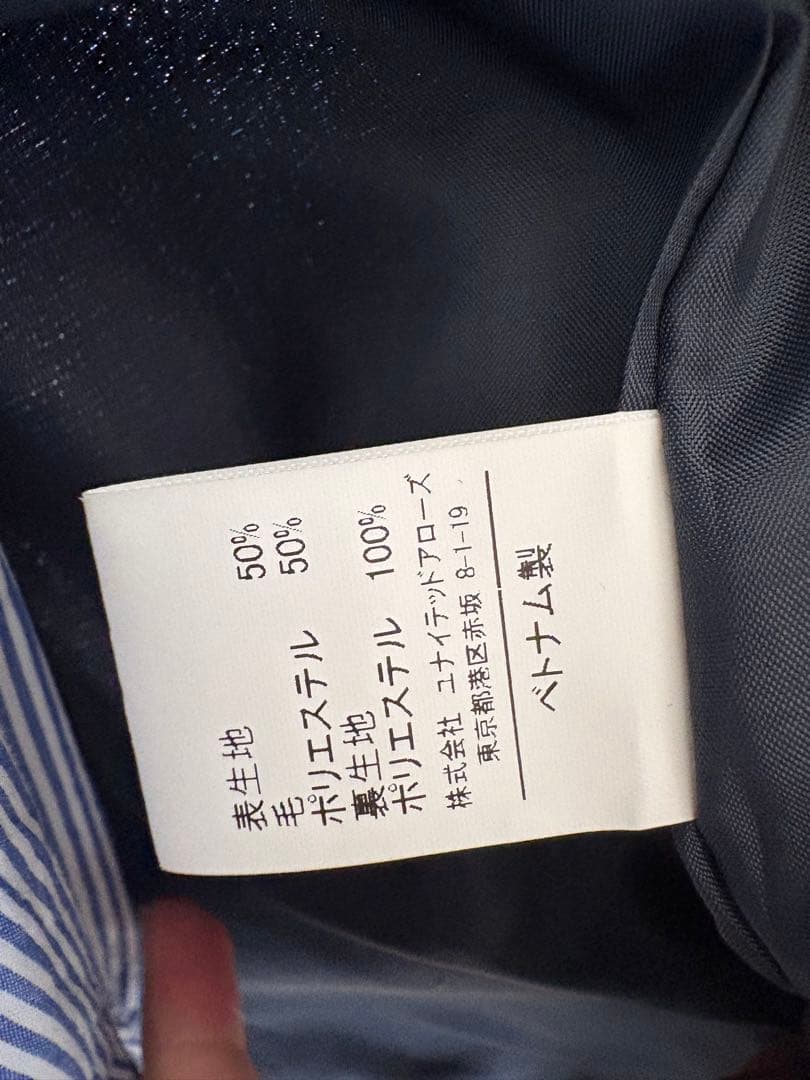 表生地
毛 50%
ポリエステル 50%
裏生地
ポリエステル 100%
株式会社 ユナイテッドアローズ
東京都港区赤坂 8-1-19
ベトナム製